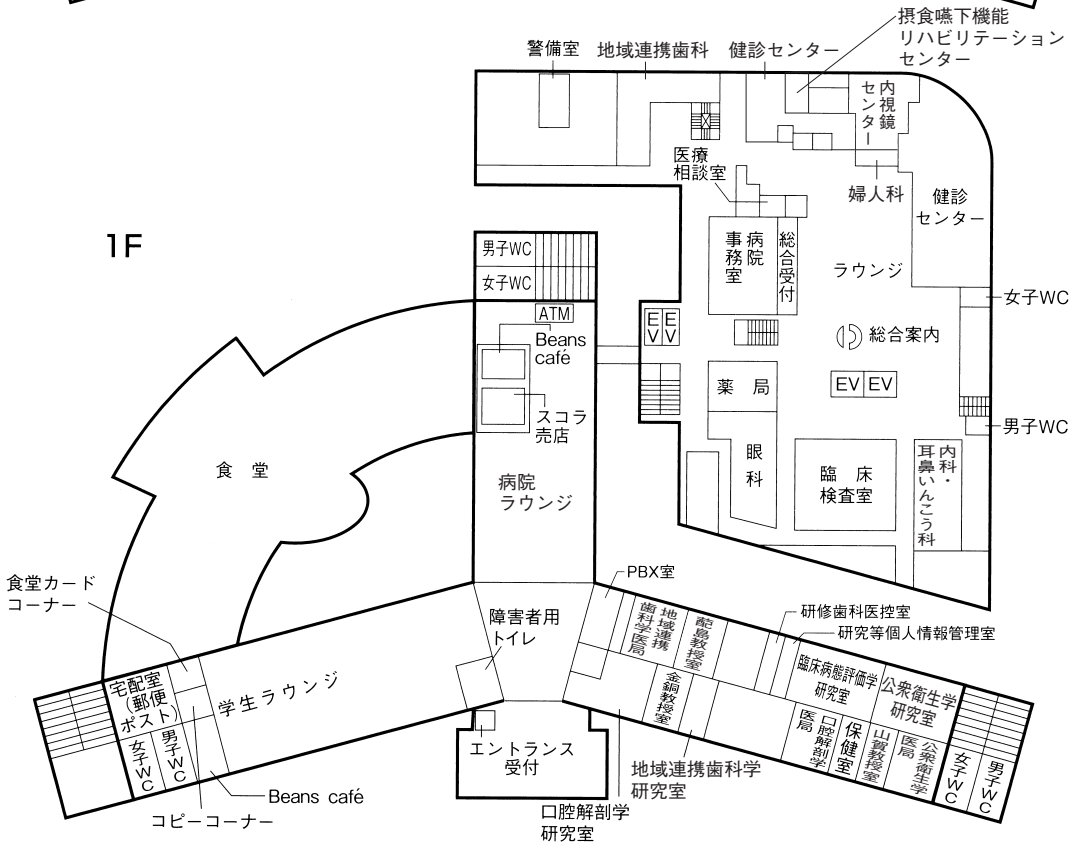 摂食嚥下機能
リハビリテーション
センター
警備室
地域連携歯科
健診センター
内視鏡
センター
医療
相談室
婦人科
健診
センター
1F
男子WC
女子WC
病院
事務室
総合受付
ラウンジ
女子WC
ATM
EV
EV
Beans
café
総合案内
薬局
EV
EV
スコラ
売店
男子WC
食堂
眼科
臨床
検査室
内科・
耳鼻いんこう科
病院
ラウンジ
食堂カード
コーナー
PBX室
障害者用
トイレ
地域連携
歯科学医局
研修歯科医控室
研究等個人情報管理室
宅配室
(郵便
ポスト)
学生ラウンジ
金銅教授室
臨床病態評価学
研究室
公衆衛生学
研究室
女子WC
男子WC
エントランス
受付
口腔解剖学
医局
保健室
山賀教授室
公衆衛生学
医局
女子WC
男子WC
地域連携歯科学
研究室
Beans café
コピーコーナー
口腔解剖学
研究室